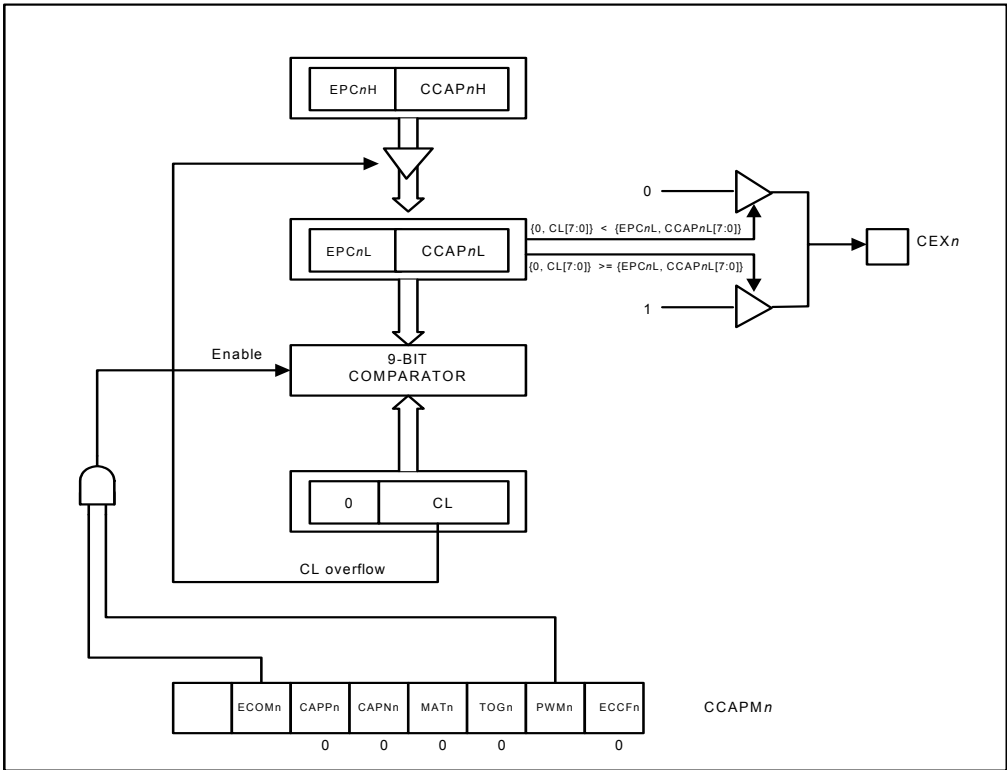 EPCnH CCAPnH
0
{0, CL[7:0]} < {EPCnL, CCAPnL[7:0]}
CEXn
EPCnL CCAPnL
{0, CL[7:0]} >= {EPCnL, CCAPnL[7:0]}
1
Enable
9-BIT
COMPARATOR
0 CL
CL overflow
ECOMn CAPPn CAPNn MATn TOGn PWMn ECCFn
CCAPMn
0 0 0 0 0